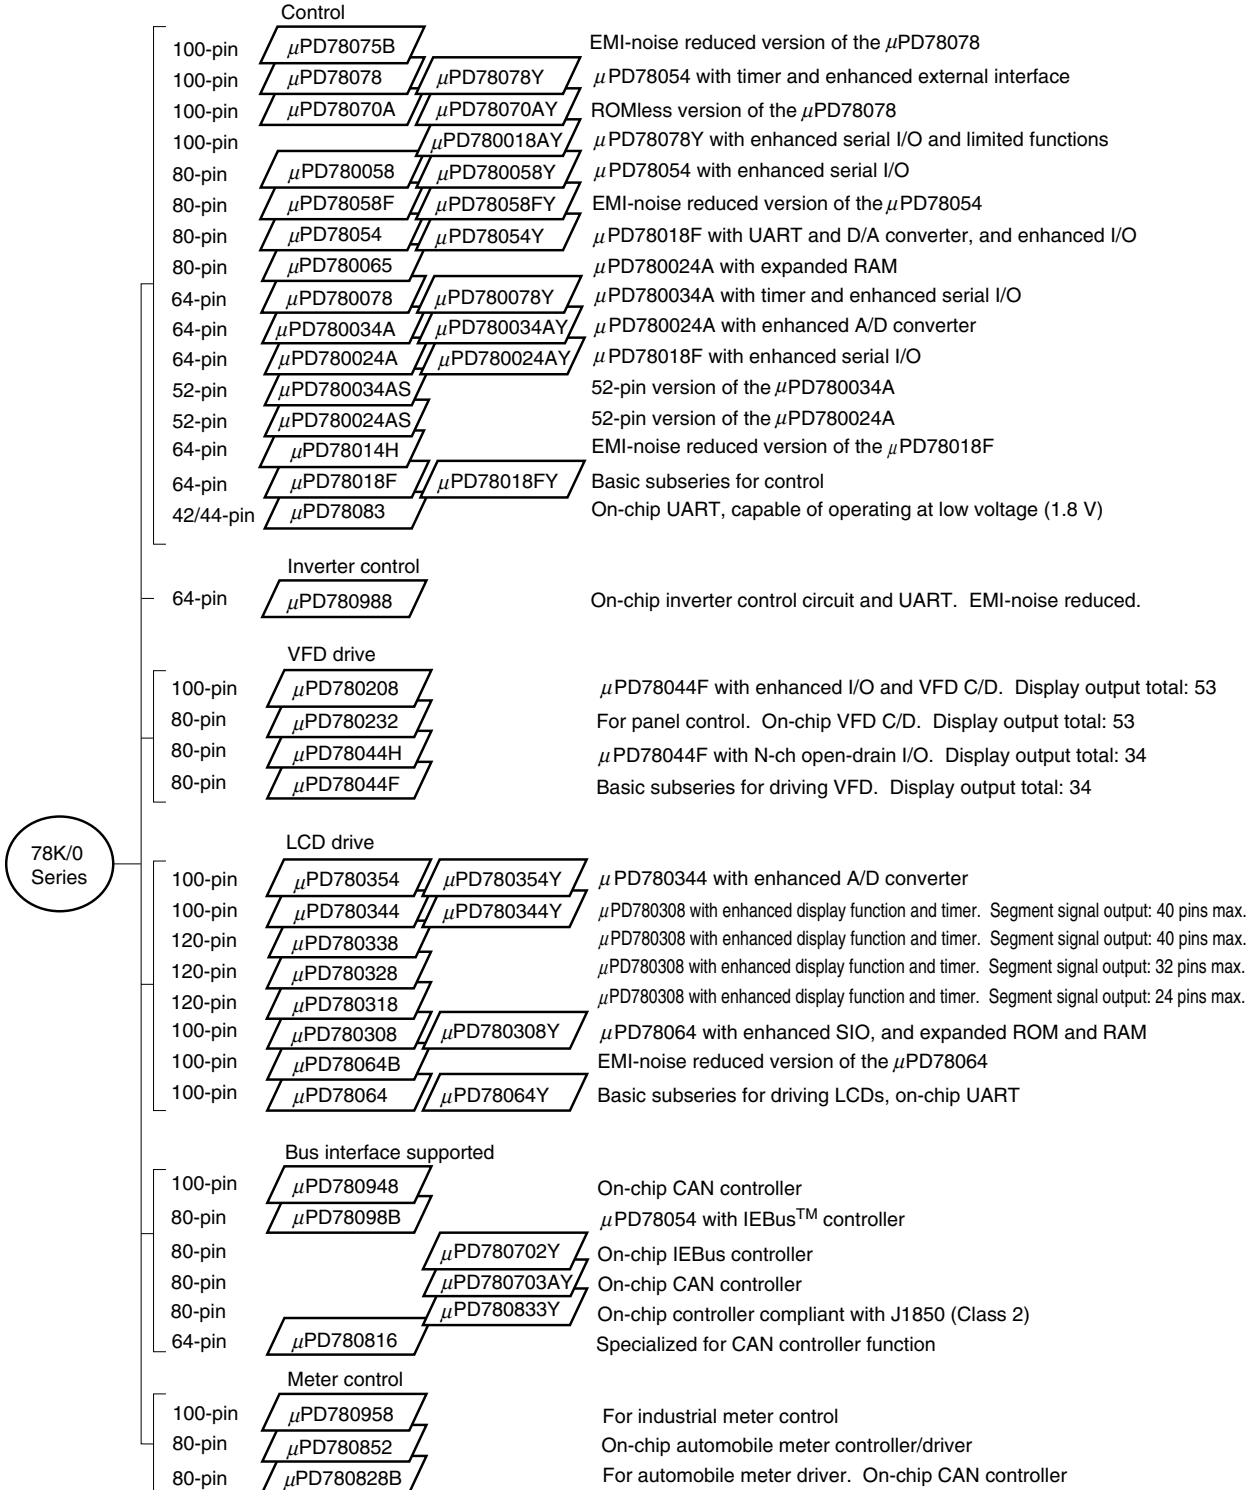 Control
100-pin μPD78075B EMI-noise reduced version of the μPD78078
100-pin μPD78078 μPD78078Y μPD78054 with timer and enhanced external interface
100-pin μPD78070A μPD78070AY ROMless version of the μPD78078
100-pin μPD780018AY μPD78078Y with enhanced serial I/O and limited functions
80-pin μPD780058 μPD780058Y μPD78054 with enhanced serial I/O
80-pin μPD78058F μPD78058FY EMI-noise reduced version of the μPD78054
80-pin μPD78054 μPD78054Y μPD78018F with UART and D/A converter, and enhanced I/O
80-pin μPD780065 μPD780024A with expanded RAM
64-pin μPD780078 μPD780078Y μPD780034A with timer and enhanced serial I/O
64-pin μPD780034A μPD780034AY μPD780024A with enhanced A/D converter
64-pin μPD780024A μPD780024AY μPD78018F with enhanced serial I/O
52-pin μPD780034AS 52-pin version of the μPD780034A
52-pin μPD780024AS 52-pin version of the μPD780024A
64-pin μPD78014H EMI-noise reduced version of the μPD78018F
64-pin μPD78018F μPD78018FY Basic subseries for control
42/44-pin μPD78083 On-chip UART, capable of operating at low voltage (1.8 V)
Inverter control
64-pin μPD780988 On-chip inverter control circuit and UART. EMI-noise reduced.
VFD drive
100-pin μPD780208 μPD78044F with enhanced I/O and VFD C/D. Display output total: 53
80-pin μPD780232 For panel control. On-chip VFD C/D. Display output total: 53
80-pin μPD78044H μPD78044F with N-ch open-drain I/O. Display output total: 34
80-pin μPD78044F Basic subseries for driving VFD. Display output total: 34
78K/0
Series
LCD drive
100-pin μPD780354 μPD780354Y μPD780344 with enhanced A/D converter
100-pin μPD780344 μPD780344Y μPD780308 with enhanced display function and timer. Segment signal output: 40 pins max.
120-pin μPD780338 μPD780308 with enhanced display function and timer. Segment signal output: 40 pins max.
120-pin μPD780328 μPD780308 with enhanced display function and timer. Segment signal output: 32 pins max.
120-pin μPD780318 μPD780308 with enhanced display function and timer. Segment signal output: 24 pins max.
100-pin μPD780308 μPD780308Y μPD78064 with enhanced SIO, and expanded ROM and RAM
100-pin μPD78064B EMI-noise reduced version of the μPD78064
100-pin μPD78064 μPD78064Y Basic subseries for driving LCDs, on-chip UART
Bus interface supported
100-pin μPD780948 On-chip CAN controller
80-pin μPD78098B μPD78054 with IEBus™ controller
80-pin μPD780702Y On-chip IEBus controller
80-pin μPD780703AY On-chip CAN controller
80-pin μPD780833Y On-chip controller compliant with J1850 (Class 2)
64-pin μPD780816 Specialized for CAN controller function
Meter control
100-pin μPD780958 For industrial meter control
80-pin μPD780852 On-chip automobile meter controller/driver
80-pin μPD780828B For automobile meter driver. On-chip CAN controller